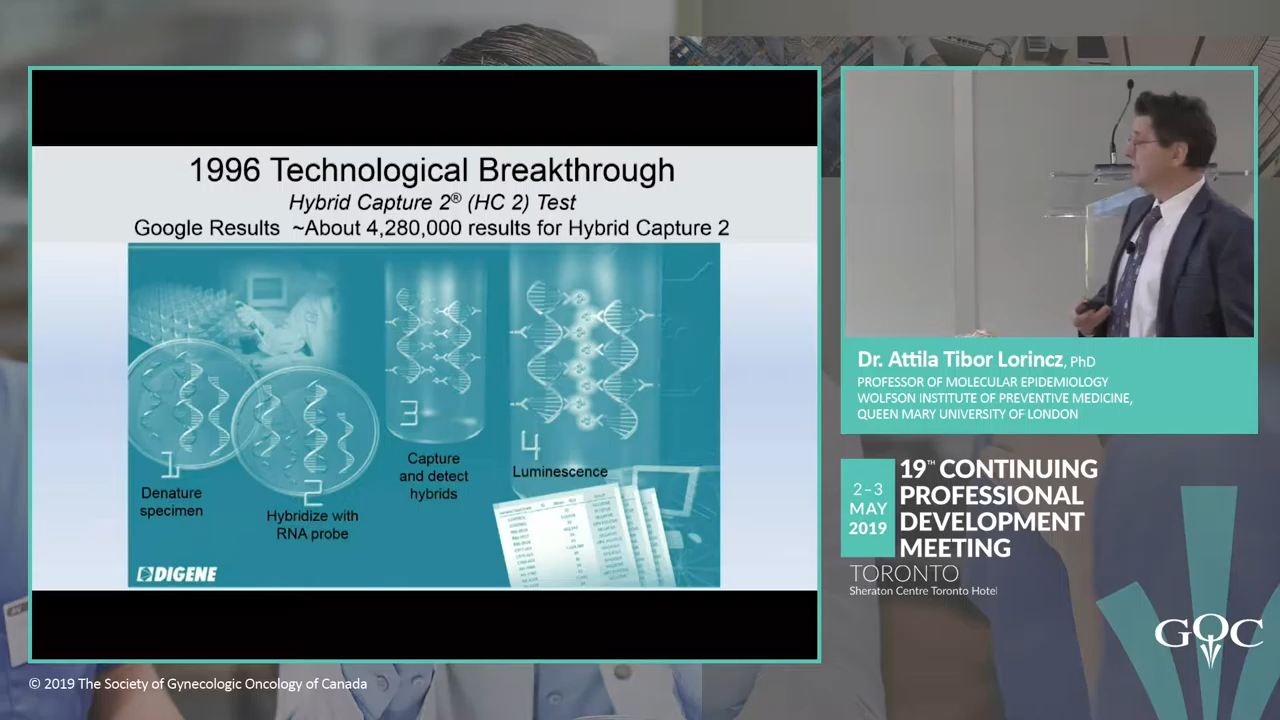 1996 Technological Breakthrough
Hybrid Capture 2® (HC 2) Test
Google Results ~About 4,280,000 results for Hybrid Capture 2
1
Denature
specimen
2
Hybridize with
RNA probe
3
Capture
and detect
hybrids
4
Luminescence
DIGENE
Dr. Attila Tibor Lorincz, PhD
PROFESSOR OF MOLECULAR EPIDEMIOLOGY
WOLFSON INSTITUTE OF PREVENTIVE MEDICINE,
QUEEN MARY UNIVERSITY OF LONDON
2–3
MAY
2019
19TH CONTINUING
PROFESSIONAL
DEVELOPMENT
MEETING
TORONTO
Sheraton Centre Toronto Hotel
GOC
© 2019 The Society of Gynecologic Oncology of Canada